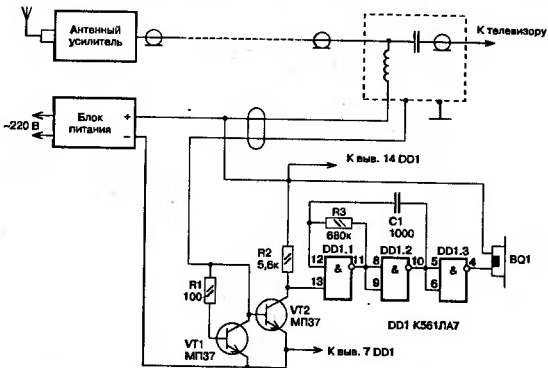 Антенный
усилитель
К телевизору
Блок
питания
+
–
~220 В
К выв. 14 DD1
C1
1000
R3
680к
R2
5,6к
DD1.1
DD1.2
DD1.3
&
&
&
12
13
11
8
9
10
5
6
4
BQ1
R1
100
VT2
МП37
VT1
МП37
DD1 К561ЛА7
К выв. 7 DD1